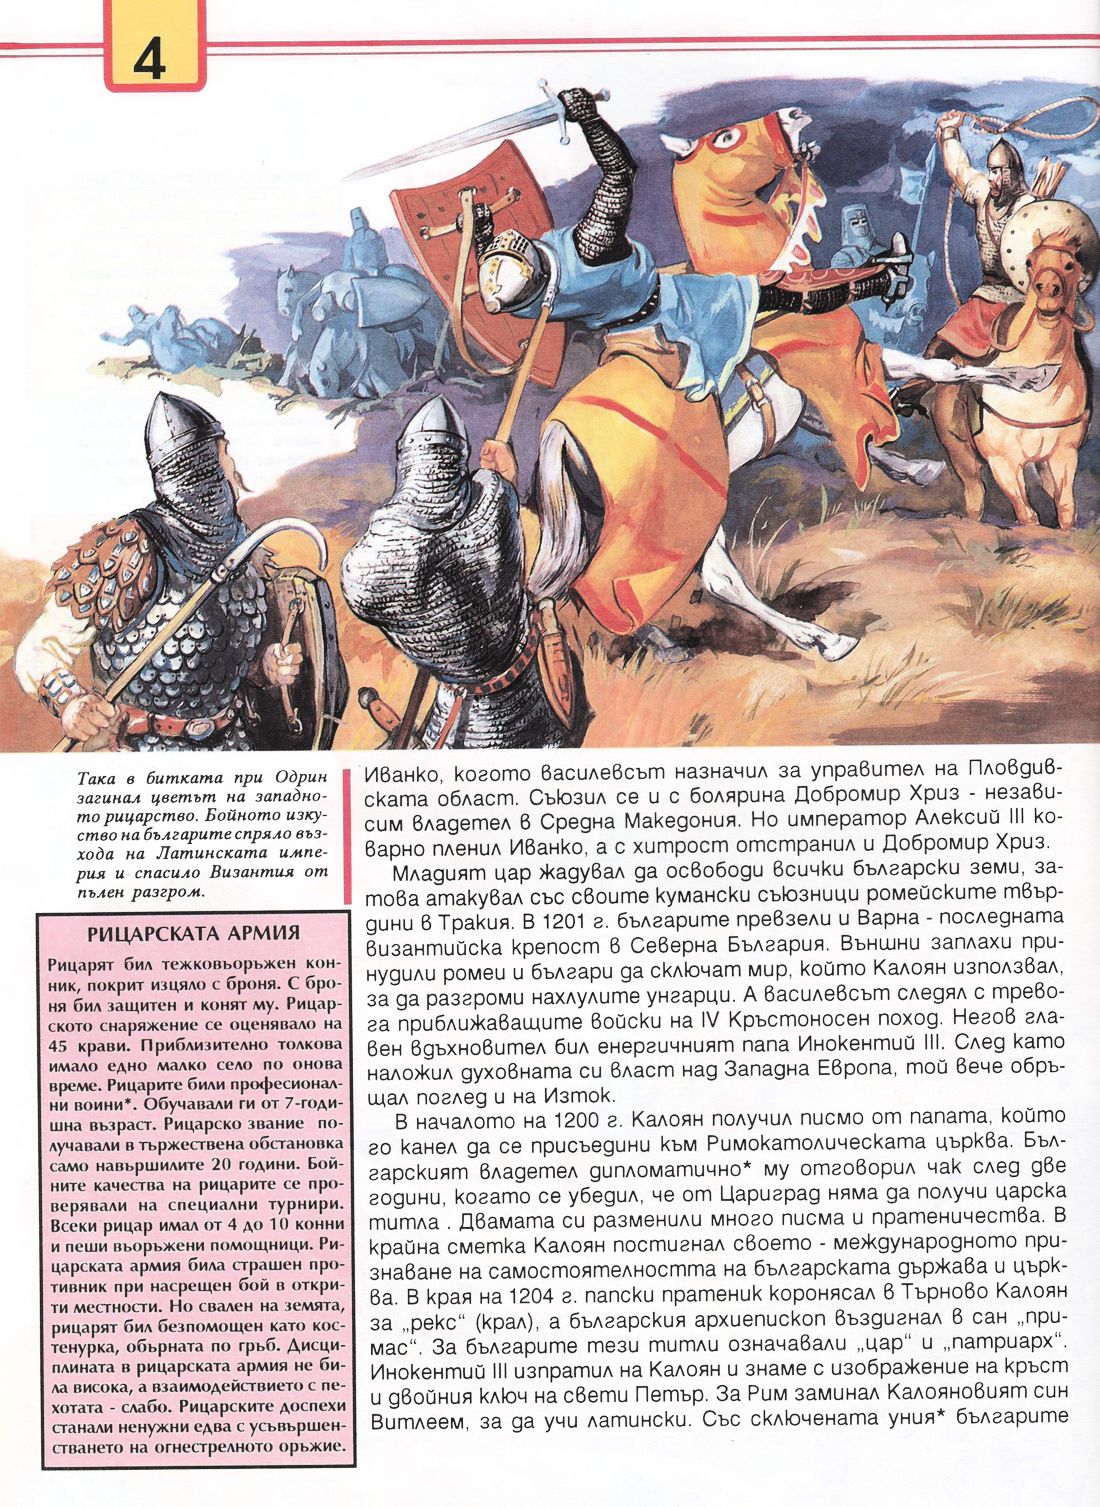 4
Така в битката при Одрин
загинал цветът на западно-
то рицарство. Бойното изку-
ство на българите спряло въз-
хода на Латинската импе-
рия и спасило Византия от
пълен разгром.
РИЦАРСКАТА АРМИЯ
Рицарят бил тежковъоръжен кон-
ник, покрит изцяло с броня. С бро-
ня бил защитен и конят му. Рицар-
ското снаряжение се оценявало на
45 крави. Приблизително толкова
имало едно малко село по онова
време. Рицарите били професионал-
ни воини*. Обучавали ги от 7-годи-
шна възраст. Рицарско звание по-
лучавали в тържествена обстановка
само навършилите 20 години. Бой-
ните качества на рицарите се про-
верявали на специални турнири.
Всеки рицар имал от 4 до 10 конни
и пеши въоръжени помощници. Ри-
царската армия била страшен про-
тивник при насрещен бой в откри-
ти местности. Но свален на земята,
рицарят бил безпомощен като кос-
тенурка, обърната по гръб. Дисци-
плината в рицарската армия не би-
ла висока, а взаимодействието с пе-
хотата - слабо. Рицарските доспехи
станали ненужни едва с усъвършен-
стването на огнестрелното оръжие.
Иванко, когото василевсът назначил за управител на Пловдив-
ската област. Съюзил се и с болярина Добромир Хриз - незави-
сим владетел в Средна Македония. Но император Алексий III ко-
варно пленил Иванко, а с хитрост отстранил и Добромир Хриз.
Младият цар жадувал да освободи всички български земи, за-
това атакувал със своите кумански съюзници ромейските твър-
дини в Тракия. В 1201 г. българите превзели и Варна - последната
византийска крепост в Северна България. Външни заплахи при-
нудили ромеи и българи да сключат мир, който Калоян използвал,
за да разгроми нахлулите унгарци. А василевсът следял с трево-
га приближаващите войски на IV Кръстоносен поход. Негов гла-
вен вдъхновител бил енергичният папа Инокентий III. След като
наложил духовната си власт над Западна Европа, той вече обръ-
щал поглед и на Изток.
В началото на 1200 г. Калоян получил писмо от папата, който
го канел да се присъедини към Римокатолическата църква. Бъл-
гарският владетел дипломатично* му отговорил чак след две
години, когато се убедил, че от Цариград няма да получи царска
титла . Двамата си разменили много писма и пратеничества. В
крайна сметка Калоян постигнал своето - международното при-
знаване на самостоятелността на българската държава и църк-
ва. В края на 1204 г. папски пратеник коронясал в Търново Калоян
за „рекс“ (крал), а българския архиепископ въздигнал в сан „при-
мас“. За българите тези титли означавали „цар“ и „патриарх“.
Инокентий III изпратил на Калоян и знаме с изображение на кръст
и двойния ключ на свети Петър. За Рим заминал Калояновият син
Витлеем, за да учи латински. Със сключената уния* българите